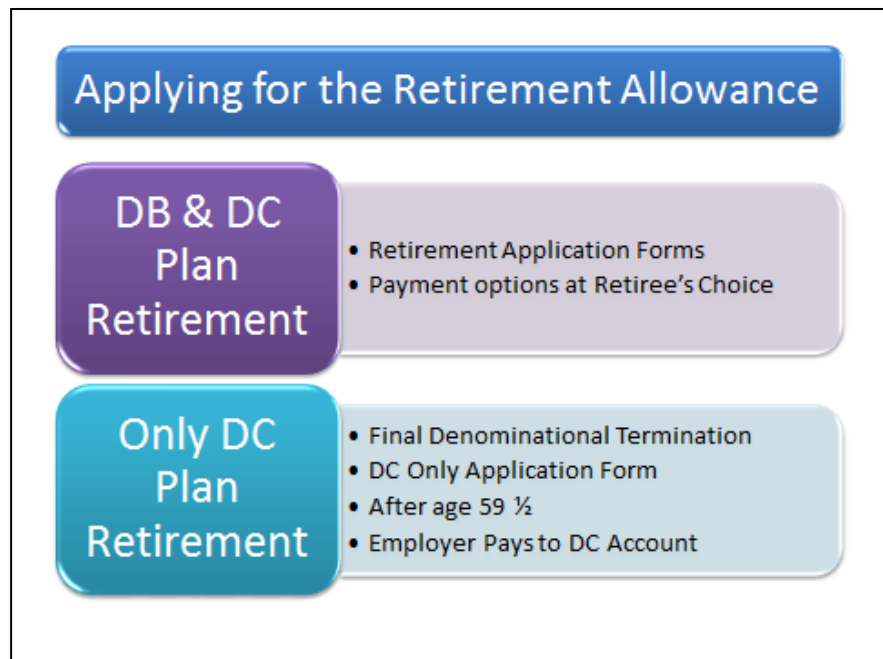 Applying for the Retirement Allowance
DB & DC
Plan
Retirement
• Retirement Application Forms
• Payment options at Retiree's Choice
Only DC
Plan
Retirement
• Final Denominational Termination
• DC Only Application Form
• After age 59 ½
• Employer Pays to DC Account